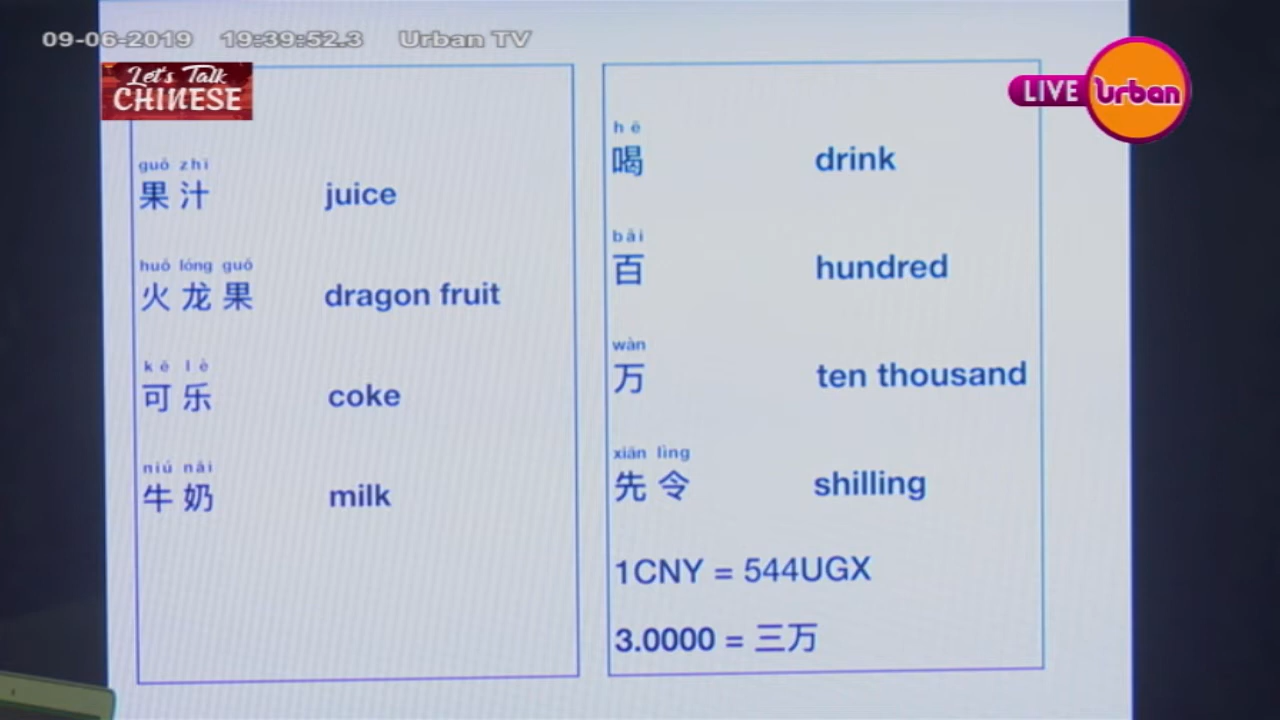 09-06-2019 19:39:52.3 Urban TV
Let's Talk
CHINESE
LIVE urban
guǒ zhī
果 汁 juice
huǒ lóng guǒ
火 龙 果 dragon fruit
kě lè
可 乐 coke
niú nǎi
牛 奶 milk
hē
喝 drink
bǎi
百 hundred
wàn
万 ten thousand
xiān lìng
先 令 shilling
1CNY = 544UGX
3.0000 = 三万